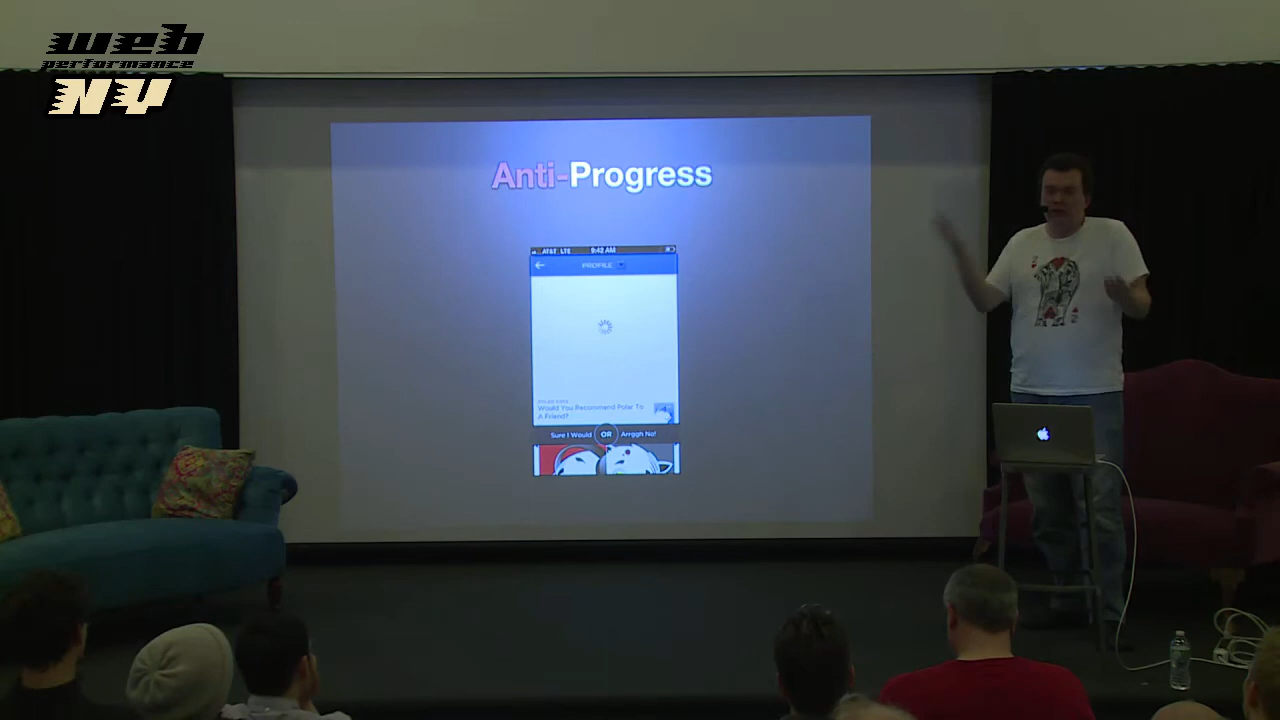 web
performance
NY
Anti-Progress
AT&T LTE 9:42 AM
PROFILE
Would You Recommend Polar To
A Friend?
Sure I Would OR Arrggh No!